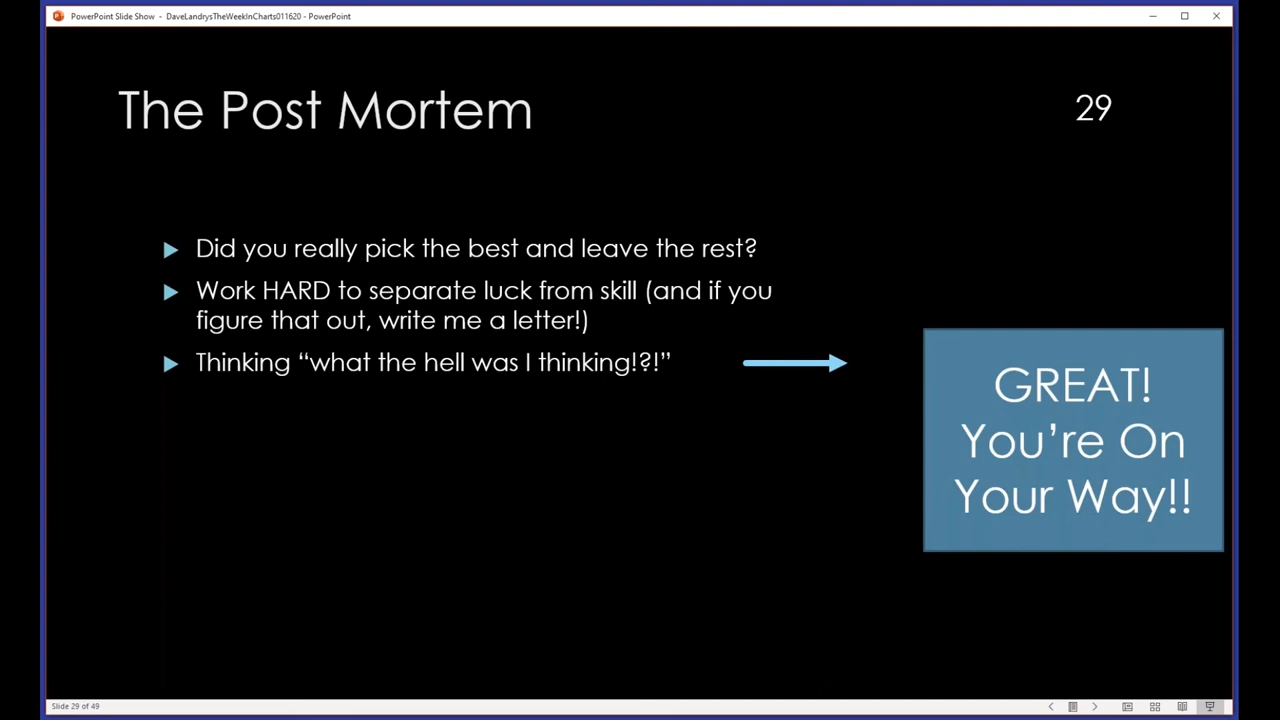 PowerPoint Slide Show - DaveLandrysTheWeekInCharts011620 - PowerPoint
The Post Mortem
29
Did you really pick the best and leave the rest?
Work HARD to separate luck from skill (and if you
figure that out, write me a letter!)
Thinking “what the hell was I thinking!?!”
GREAT!
You’re On
Your Way!!
Slide 29 of 49